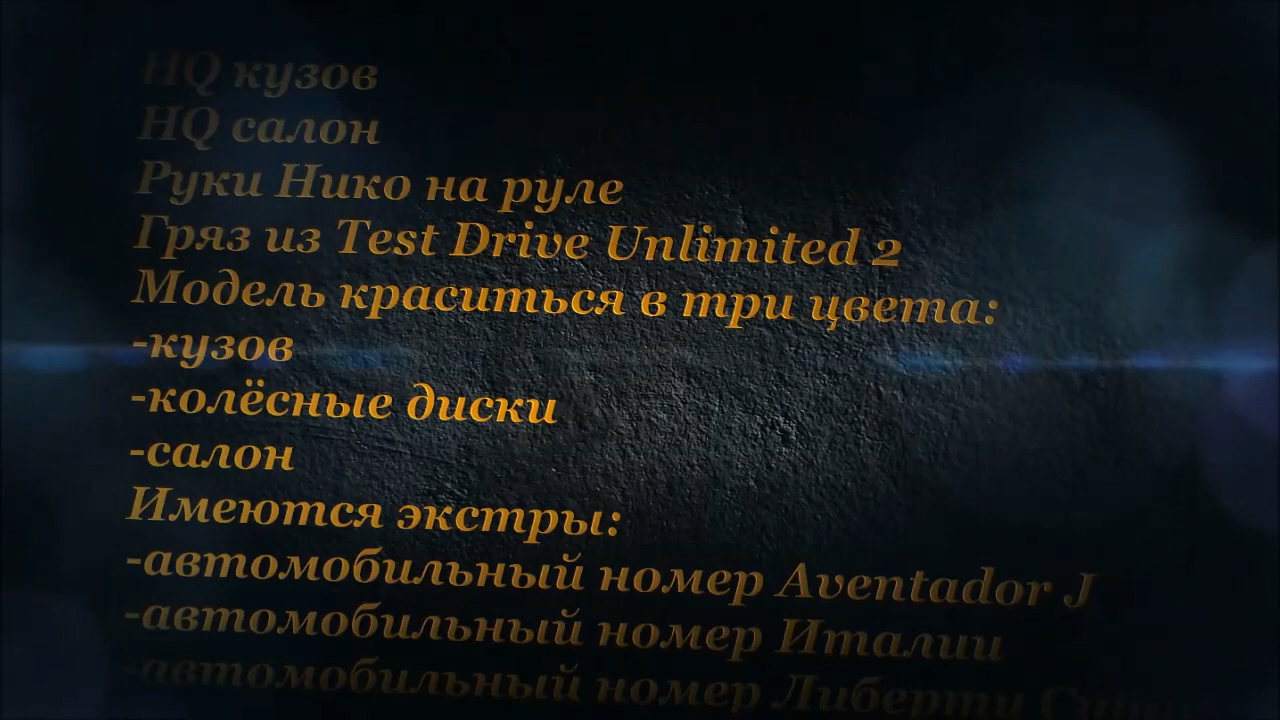 HQ кузов
HQ салон
Руки Нико на руле
Гряз из Test Drive Unlimited 2
Модель краситься в три цвета:
-кузов
-колёсные диски
-салон
Имеются экстры:
-автомобильный номер Aventador J
-автомобильный номер Италии
-автомобильный номер Либерти